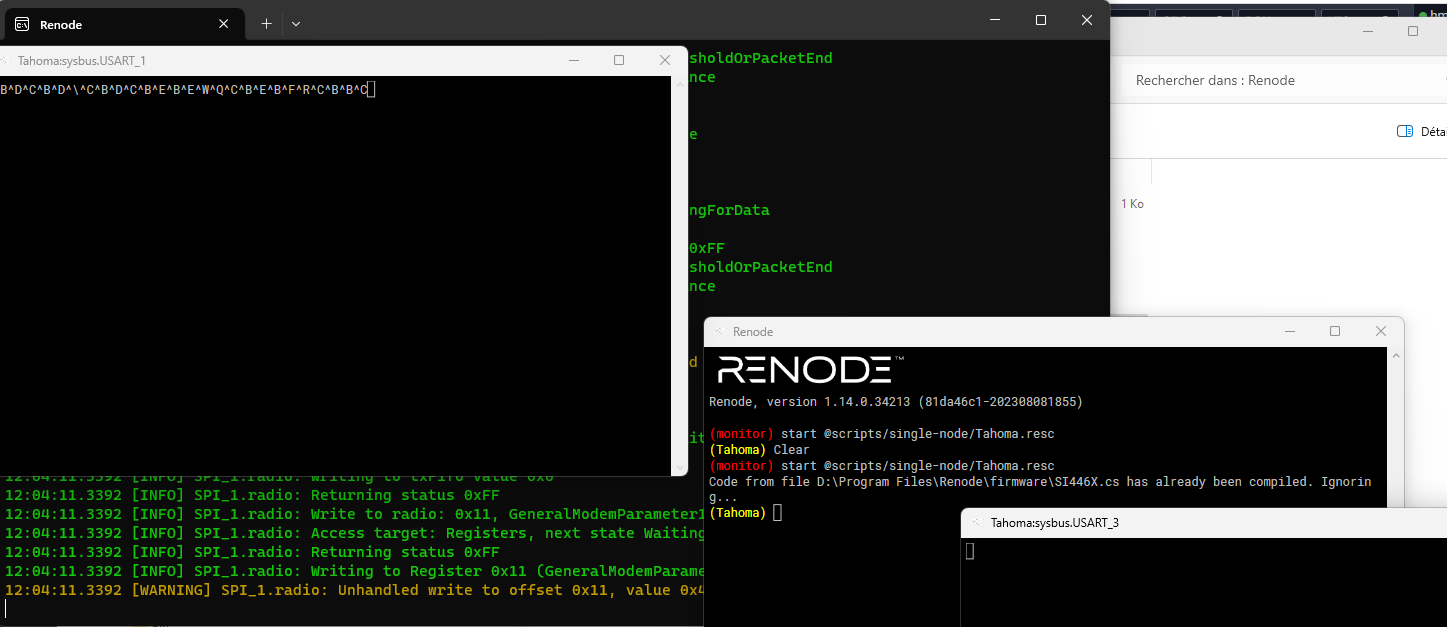 Renode
Tahoma:sysbus.USART_1
B^D^C^B^D^\^C^B^D^C^B^E^B^E^W^Q^C^B^E^B^F^R^C^B^B^C
sholdOrPacketEnd
nce
e
ngForData
0xFF
sholdOrPacketEnd
nce
d
it
12:04:11.3392 [INFO] SPI_1.radio: Writing to txFifo value 0x0
12:04:11.3392 [INFO] SPI_1.radio: Returning status 0xFF
12:04:11.3392 [INFO] SPI_1.radio: Write to radio: 0x11, GeneralModemParameter1
12:04:11.3392 [INFO] SPI_1.radio: Access target: Registers, next state Waiting
12:04:11.3392 [INFO] SPI_1.radio: Returning status 0xFF
12:04:11.3392 [INFO] SPI_1.radio: Writing to Register 0x11 (GeneralModemParame
12:04:11.3392 [WARNING] SPI_1.radio: Unhandled write to offset 0x11, value 0x4
Rechercher dans : Renode
Détai
1 Ko
Renode
RENODE™
Renode, version 1.14.0.34213 (81da46c1-202308081855)
(monitor) start @scripts/single-node/Tahoma.resc
(Tahoma) Clear
(monitor) start @scripts/single-node/Tahoma.resc
Code from file D:\Program Files\Renode\firmware\SI446X.cs has already been compiled. Ignorin
g...
(Tahoma)
Tahoma:sysbus.USART_3